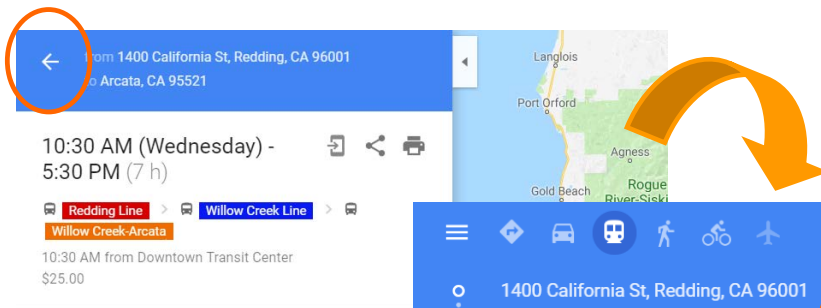 from 1400 California St, Redding, CA 96001
to Arcata, CA 95521
10:30 AM (Wednesday) -
5:30 PM (7 h)
Redding Line > Willow Creek Line >
Willow Creek-Arcata
10:30 AM from Downtown Transit Center
$25.00
Langlois
Port Orford
Agness
Gold Beach
Rogue
River-Siski
1400 California St, Redding, CA 96001